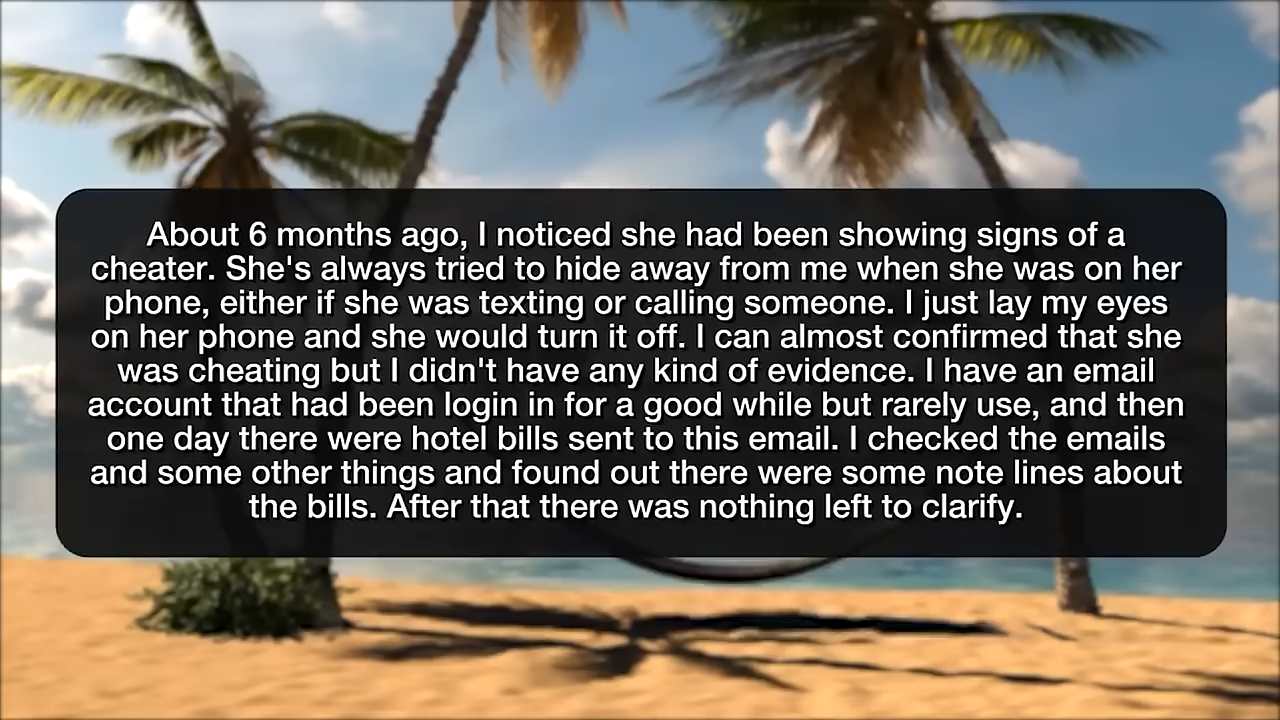 About 6 months ago, I noticed she had been showing signs of a
cheater. She's always tried to hide away from me when she was on her
phone, either if she was texting or calling someone. I just lay my eyes
on her phone and she would turn it off. I can almost confirmed that she
was cheating but I didn't have any kind of evidence. I have an email
account that had been login in for a good while but rarely use, and then
one day there were hotel bills sent to this email. I checked the emails
and some other things and found out there were some note lines about
the bills. After that there was nothing left to clarify.